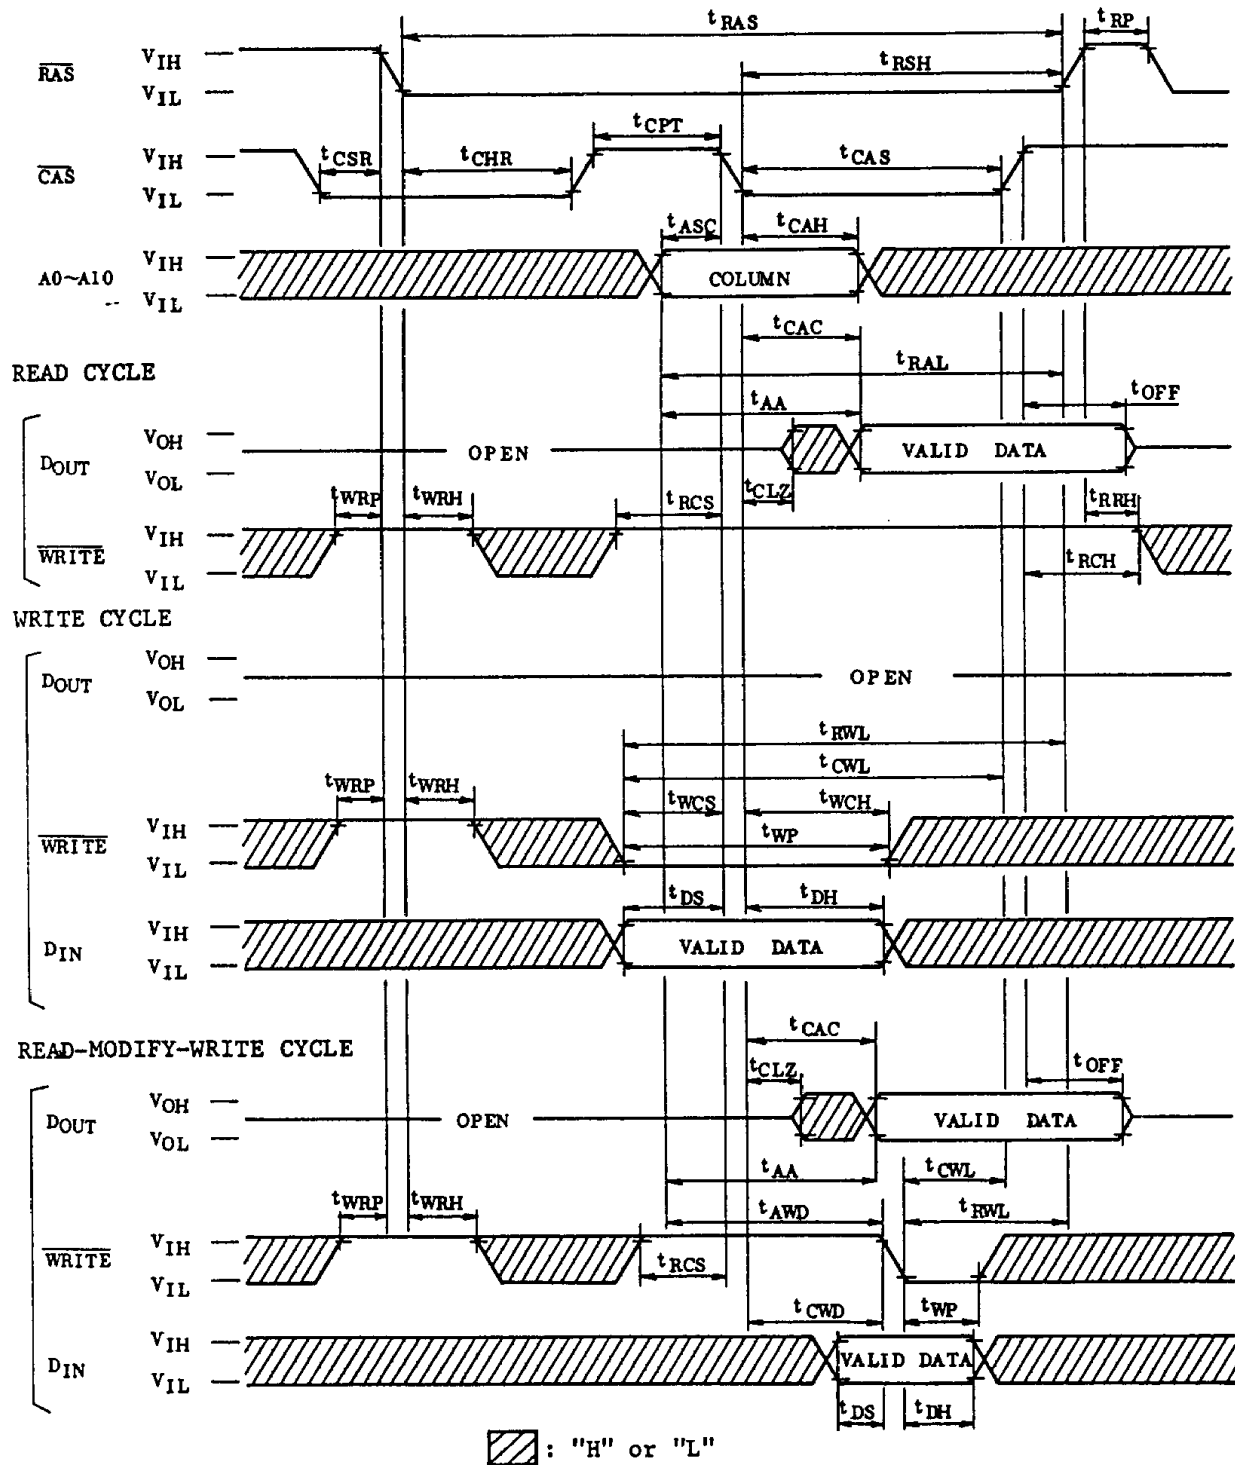 tRAS
tRP
RAS
VIH
VIL
tRSH
tCPT
CAS
VIH
VIL
tCSR
tCHR
tCAS
tASC
tCAH
A0~A10
VIH
VIL
COLUMN
tCAC
READ CYCLE
tRAL
tAA
tOFF
DOUT
VOH
VOL
OPEN
VALID DATA
tCLZ
tWRP
tWRH
tRCS
tRRH
WRITE
VIH
VIL
tRCH
WRITE CYCLE
DOUT
VOH
VOL
OPEN
tRWL
tCWL
tWRP
tWRH
tWCS
tWCH
WRITE
VIH
VIL
tWP
tDS
tDH
DIN
VIH
VIL
VALID DATA
READ-MODIFY-WRITE CYCLE
tCAC
tCLZ
tOFF
DOUT
VOH
VOL
OPEN
VALID DATA
tAA
tCWL
tWRP
tWRH
tAWD
tRWL
WRITE
VIH
VIL
tRCS
tCWD
tWP
DIN
VIH
VIL
VALID DATA
tDS
tDH
: "H" or "L"